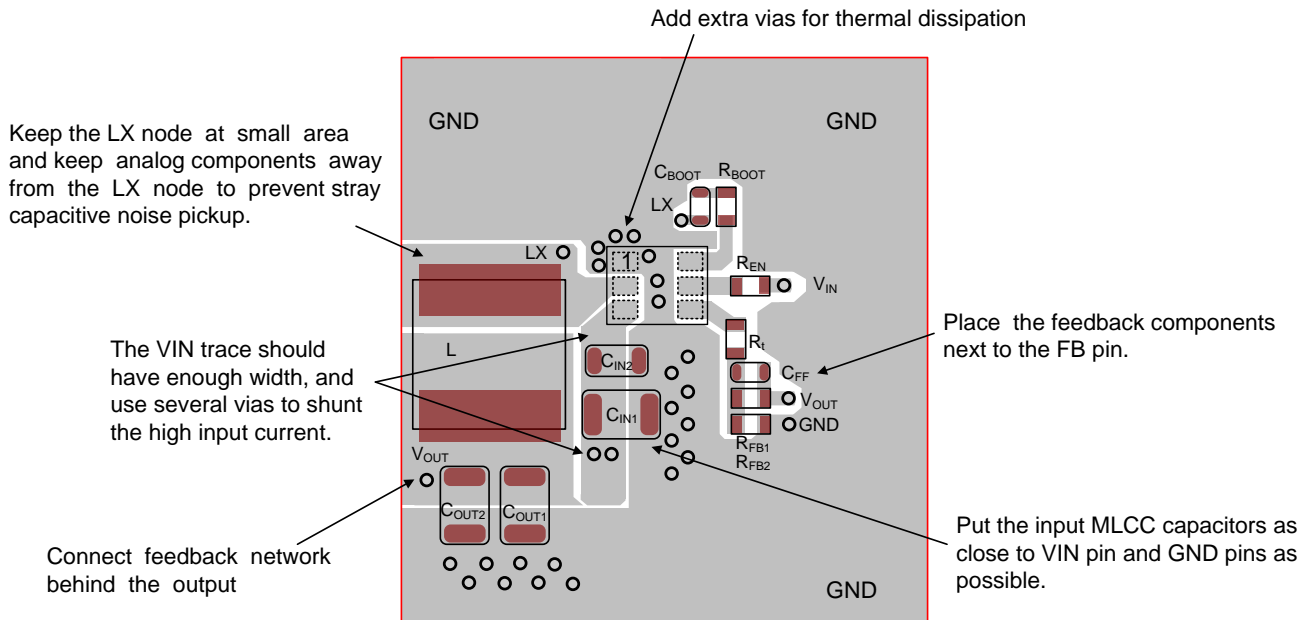 Add extra vias for thermal dissipation
GND
GND
Keep the LX node at small area
and keep analog components away
from the LX node to prevent stray
capacitive noise pickup.
CBOOT
RBOOT
LX
LX
1
REN
VIN
Place the feedback components
next to the FB pin.
L
The VIN trace should
have enough width, and
use several vias to shunt
the high input current.
CIN2
Rt
CFF
CIN1
VOUT
GND
RFB1
RFB2
VOUT
COUT2
COUT1
Connect feedback network
behind the output
Put the input MLCC capacitors as
close to VIN pin and GND pins as
possible.
GND